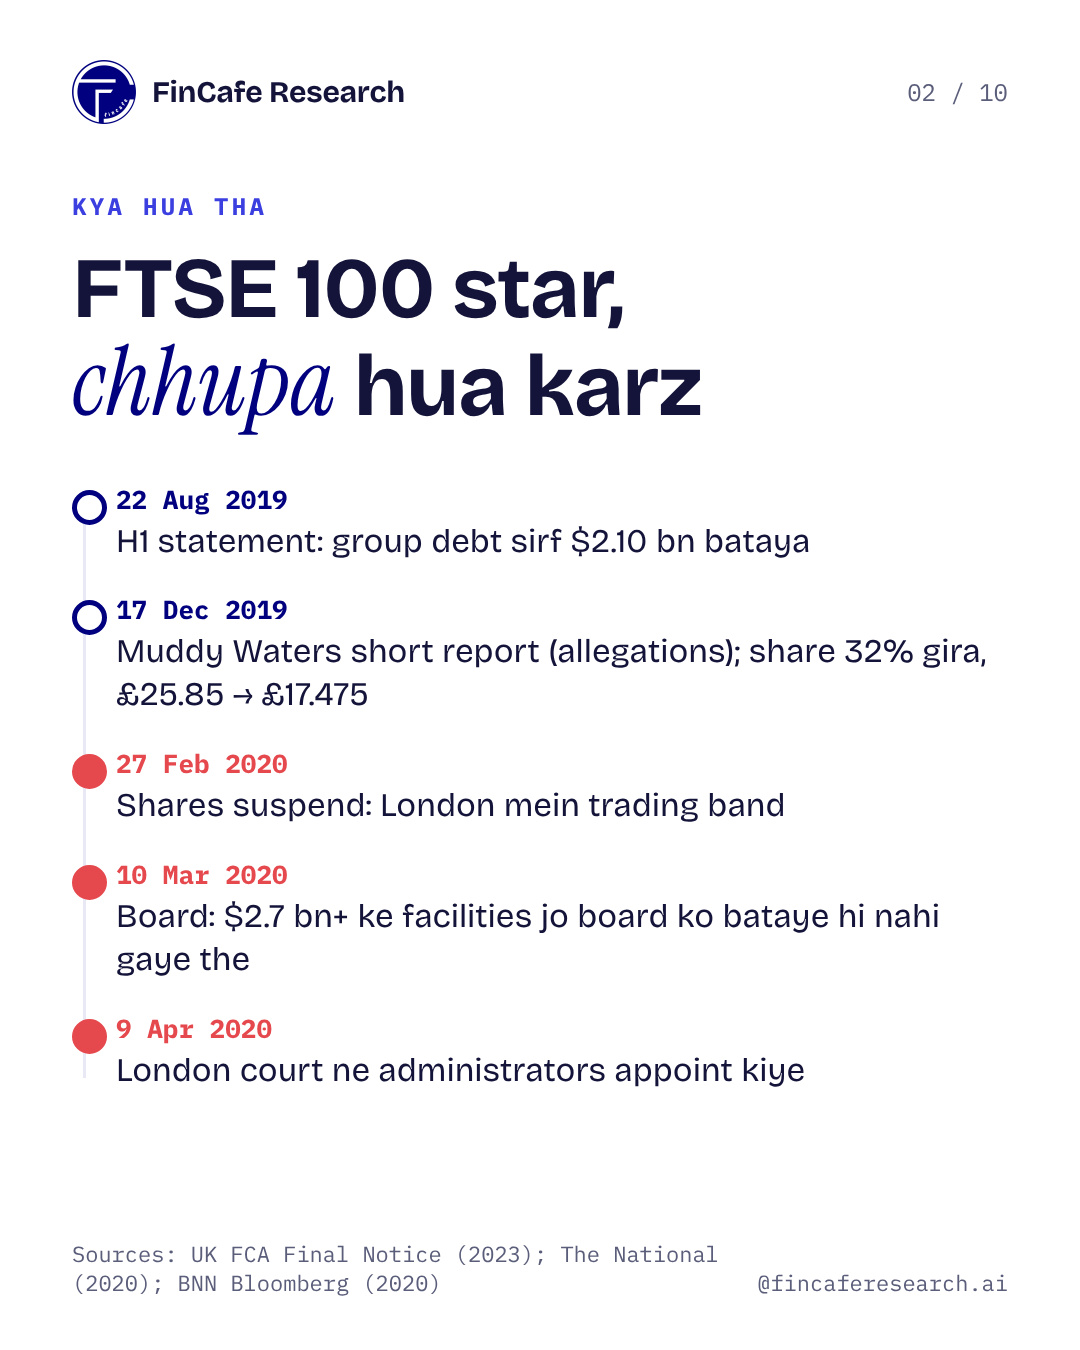 FinCafe Research
02 / 10
KYA HUA THA
FTSE 100 star,
chhupa hua karz
22 Aug 2019
H1 statement: group debt sirf $2.10 bn bataya
17 Dec 2019
Muddy Waters short report (allegations); share 32% gira,
£25.85 → £17.475
27 Feb 2020
Shares suspend: London mein trading band
10 Mar 2020
Board: $2.7 bn+ ke facilities jo board ko bataye hi nahi
gaye the
9 Apr 2020
London court ne administrators appoint kiye
Sources: UK FCA Final Notice (2023); The National
(2020); BNN Bloomberg (2020)
@fincaferesearch.ai